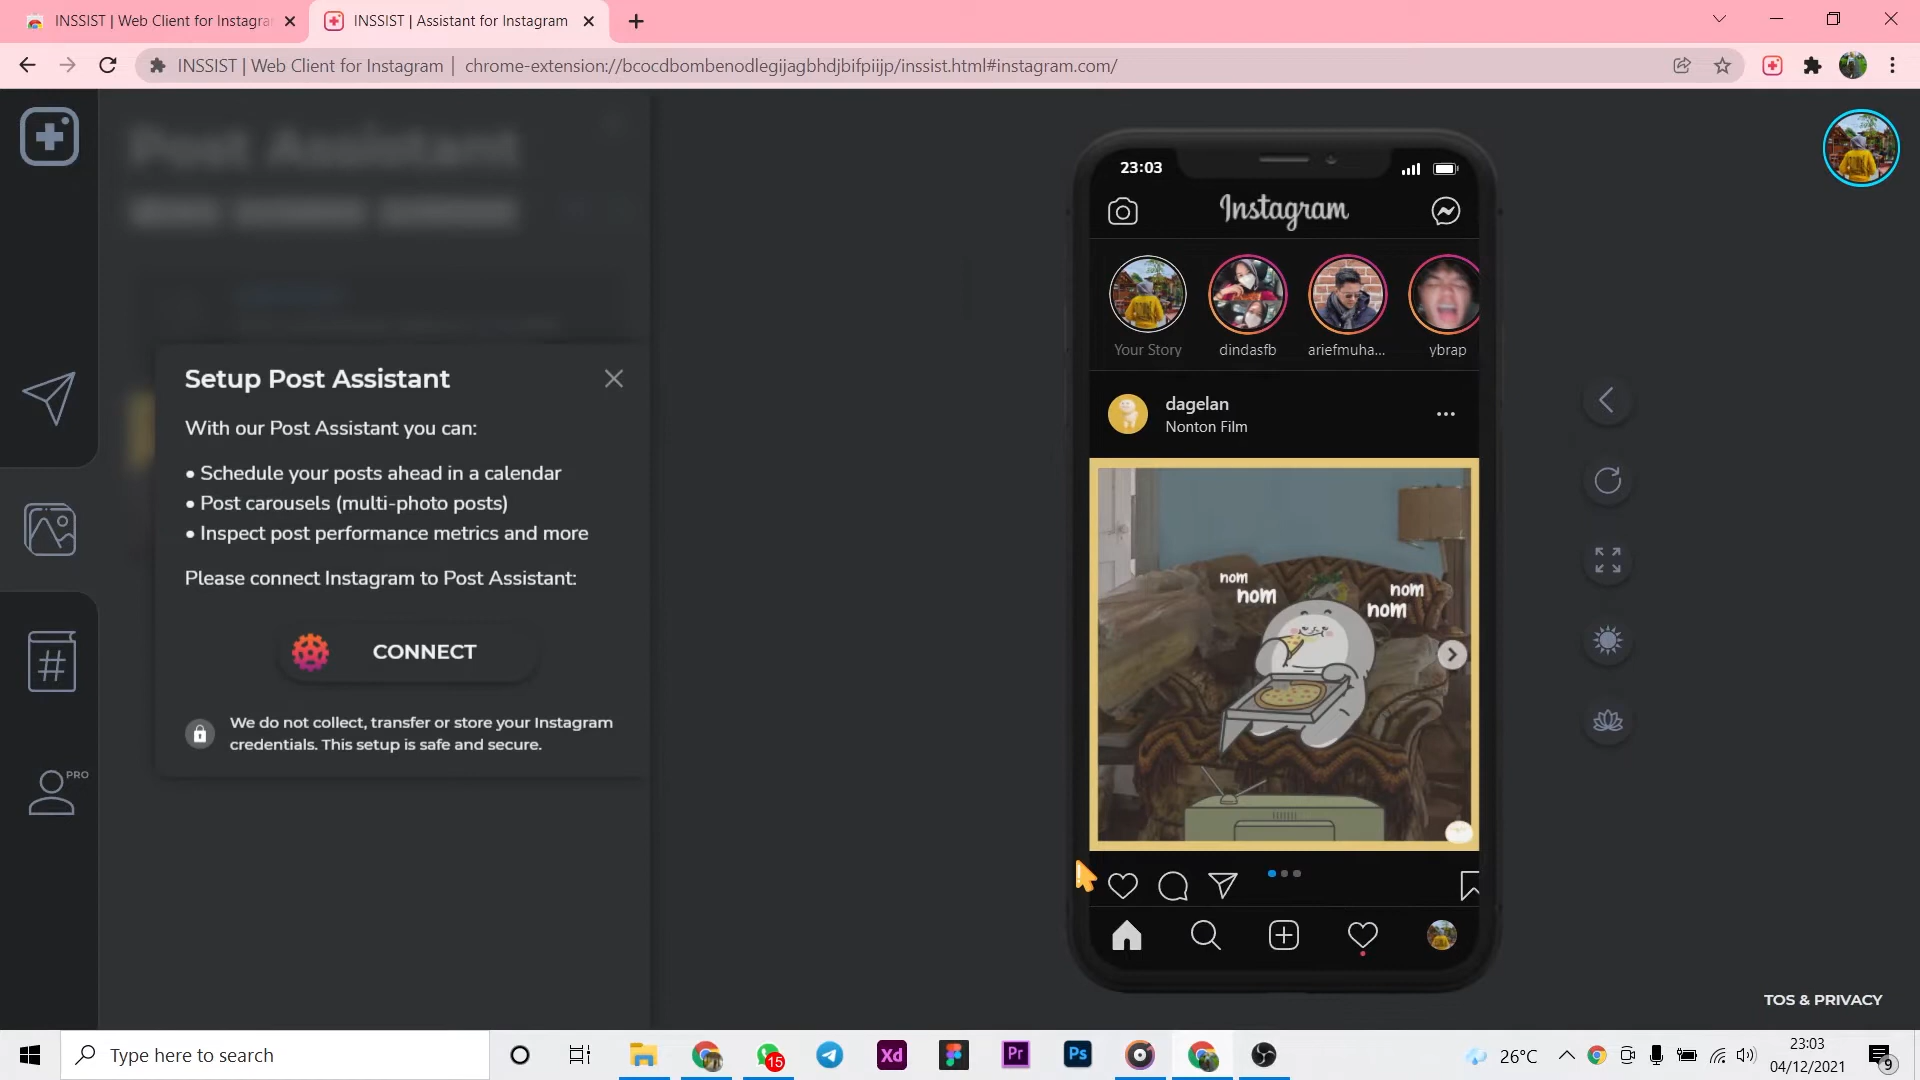 INSSIST | Web Client for Instagra
INSSIST | Assistant for Instagram
INSSIST | Web Client for Instagram | chrome-extension://bcocdbombenodlegijagbhdjbifpiijp/inssist.html#instagram.com/
Post Assistant
Setup Post Assistant
With our Post Assistant you can:
• Schedule your posts ahead in a calendar
• Post carousels (multi-photo posts)
• Inspect post performance metrics and more
Please connect Instagram to Post Assistant:
CONNECT
We do not collect, transfer or store your Instagram
credentials. This setup is safe and secure.
PRO
23:03
Instagram
Your Story
dindasfb
ariefmuha...
ybrap
dagelan
Nonton Film
nom
nom
nom
nom
TOS & PRIVACY
Type here to search
15
Xd
Pr
Ps
26°C
23:03
04/12/2021
9